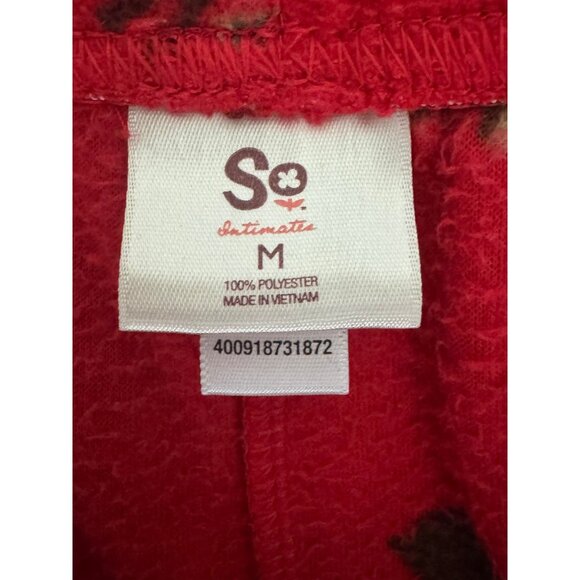 So
Intimates
M
100% POLYESTER
MADE IN VIETNAM
400918731872